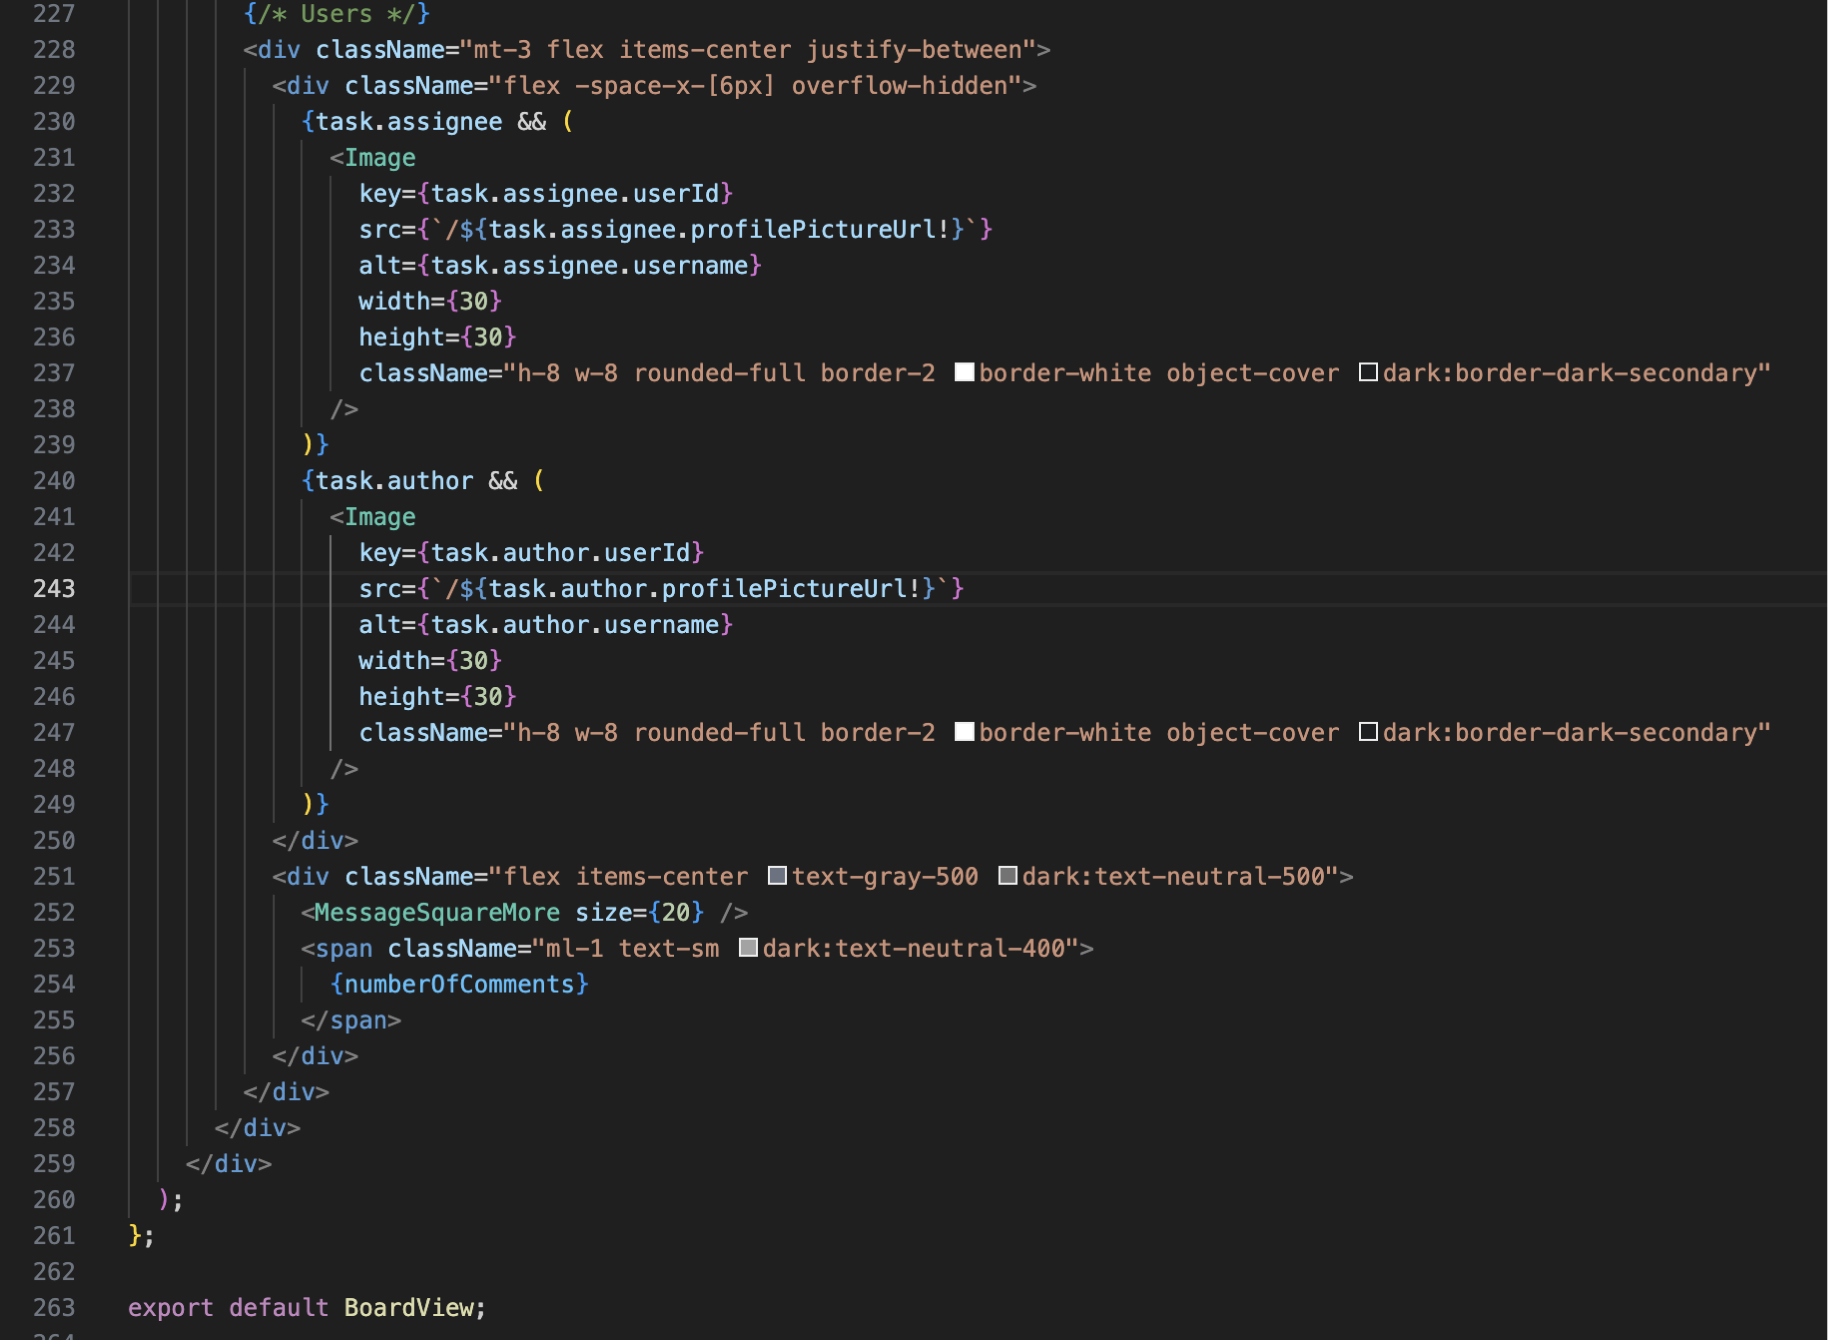 227 {/* Users */}
228 <div className="mt-3 flex items-center justify-between">
229 <div className="flex -space-x-[6px] overflow-hidden">
230 {task.assignee && (
231 <Image
232 key={task.assignee.userId}
233 src={`/${task.assignee.profilePictureUrl!}`}
234 alt={task.assignee.username}
235 width={30}
236 height={30}
237 className="h-8 w-8 rounded-full border-2 border-white object-cover dark:border-dark-secondary"
238 />
239 )}
240 {task.author && (
241 <Image
242 key={task.author.userId}
243 src={`/${task.author.profilePictureUrl!}`}
244 alt={task.author.username}
245 width={30}
246 height={30}
247 className="h-8 w-8 rounded-full border-2 border-white object-cover dark:border-dark-secondary"
248 />
249 )}
250 </div>
251 <div className="flex items-center text-gray-500 dark:text-neutral-500">
252 <MessageSquareMore size={20} />
253 <span className="ml-1 text-sm dark:text-neutral-400">
254 {numberOfComments}
255 </span>
256 </div>
257 </div>
258 </div>
259 </div>
260 );
261 };
262
263 export default BoardView;
264